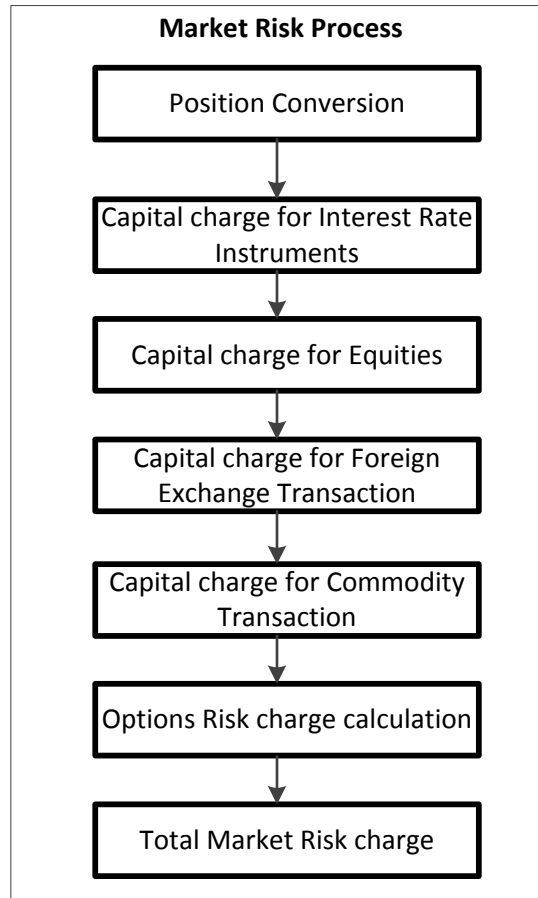 Market Risk Process
Position Conversion
Capital charge for Interest Rate
Instruments
Capital charge for Equities
Capital charge for Foreign
Exchange Transaction
Capital charge for Commodity
Transaction
Options Risk charge calculation
Total Market Risk charge